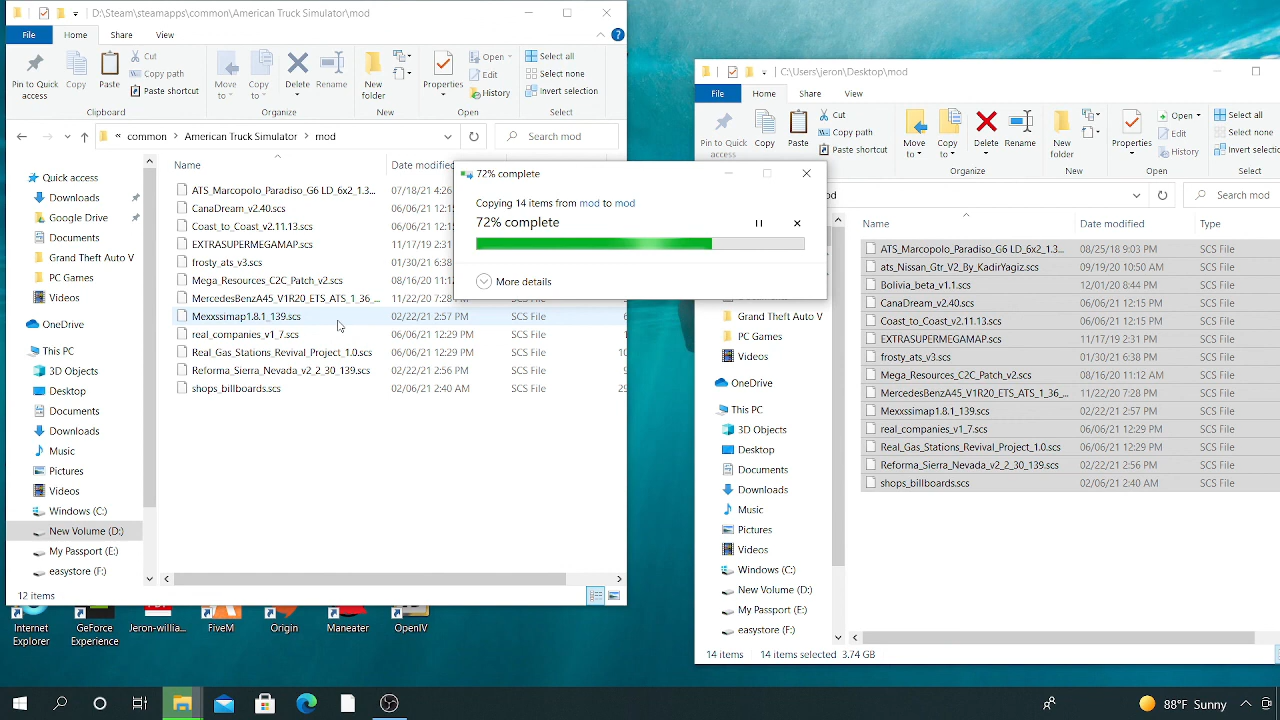 D:\Steam\steamapps\common\American Truck Simulator\mod
File Home Share View
Pin to Quick access
Copy
Paste
Cut
Copy path
Paste shortcut
Clipboard
Move to
Copy to
Delete
Rename
Organize
New folder
New
Properties
Open
Edit
History
Open
Select all
Select none
Invert selection
Select
« common > American Truck Simulator > mod
Search mod
Quick access
Downloads
Google Drive
Documents
Grand Theft Auto V
PC Games
Videos
OneDrive
This PC
3D Objects
Desktop
Documents
Downloads
Music
Pictures
Videos
Windows (C:)
New Volume (D:)
My Passport (E:)
easystore (F:)
Name Date modified
ATS_Marcopolo_Paradiso_G6 LD_6x2_1.3... 07/18/21 4:26
CanaDream_v2.40.scs 06/06/21 12:15
Coast_to_Coast_v2.11.13.scs 06/06/21 12:15
EXTRASUPERMEGAMAP.scs 11/17/19 2:31
frosty_ats_v3.scs 01/30/21 6:38
Mega_Resources_C2C_Patch_v2.scs 08/16/20 11:1
MercedesBenzA45_V1R20_ETS_ATS_1_36_... 11/22/20 7:28
Mexxssimap1.8.1_139.scs 02/22/21 2:57 PM SCS File
real_companies_v1_7.scs 06/06/21 12:29 PM SCS File
Real_Gas_Stations_Revival_Project_1.0.scs 06/06/21 12:29 PM SCS File 10
Reforma_Sierra_Nevada_v2_2_30_139.scs 02/22/21 2:56 PM SCS File
shops_billboards.scs 02/06/21 2:40 AM SCS File
12 items
72% complete
Copying 14 items from mod to mod
72% complete
More details
C:\Users\jeron\Desktop\mod
File Home Share View
Pin to Quick access
Copy
Paste
Cut
Copy path
Paste shortcut
Clipboard
Move to
Copy to
Delete
Rename
Organize
New folder
New
Properties
Open
Edit
History
Open
Select all
Select none
Invert selection
Select
Search mod
Grand Theft Auto V
PC Games
Videos
OneDrive
This PC
3D Objects
Desktop
Documents
Downloads
Music
Pictures
Videos
Windows (C:)
New Volume (D:)
My Passport (E:)
easystore (F:)
Name Date modified Type
ATS_Marcopolo_Paradiso_G6 LD_6x2_1.3... 08/25/18 9:03 PM SCS File
ats_Nissan_Gtr_V2_By_KadirYagiz.scs 09/19/20 10:50 AM SCS File
Bolivia_beta_v1.1.scs 12/01/20 8:44 PM SCS File
CanaDream_v2.40.scs 06/06/21 12:15 PM SCS File
Coast_to_Coast_v2.11.13.scs 06/06/21 12:15 PM SCS File
EXTRASUPERMEGAMAP.scs 11/17/19 2:31 PM SCS File
frosty_ats_v3.scs 01/30/21 6:38 PM SCS File
Mega_Resources_C2C_Patch_v2.scs 08/16/20 11:12 AM SCS File
MercedesBenzA45_V1R20_ETS_ATS_1_36_... 11/22/20 7:28 PM SCS File
Mexxssimap1.8.1_139.scs 02/22/21 2:57 PM SCS File
real_companies_v1_7.scs 06/06/21 12:29 PM SCS File
Real_Gas_Stations_Revival_Project_1.0.scs 06/06/21 12:29 PM SCS File
Reforma_Sierra_Nevada_v2_2_30_139.scs 02/22/21 2:56 PM SCS File
shops_billboards.scs 02/06/21 2:40 AM SCS File
14 items 14 items selected 3.74 GB
Internet Explorer
GeForce Experience
Jeron-willia...
FiveM
Origin
Maneater
OpenIV
88°F Sunny